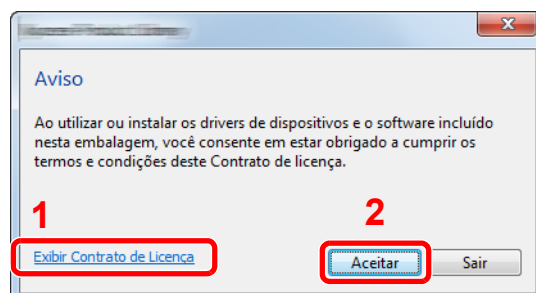 Aviso
Ao utilizar ou instalar os drivers de dispositivos e o software incluído
nesta embalagem, você consente em estar obrigado a cumprir os
termos e condições deste Contrato de licença.
1
2
Exibir Contrato de Licença
Aceitar Sair